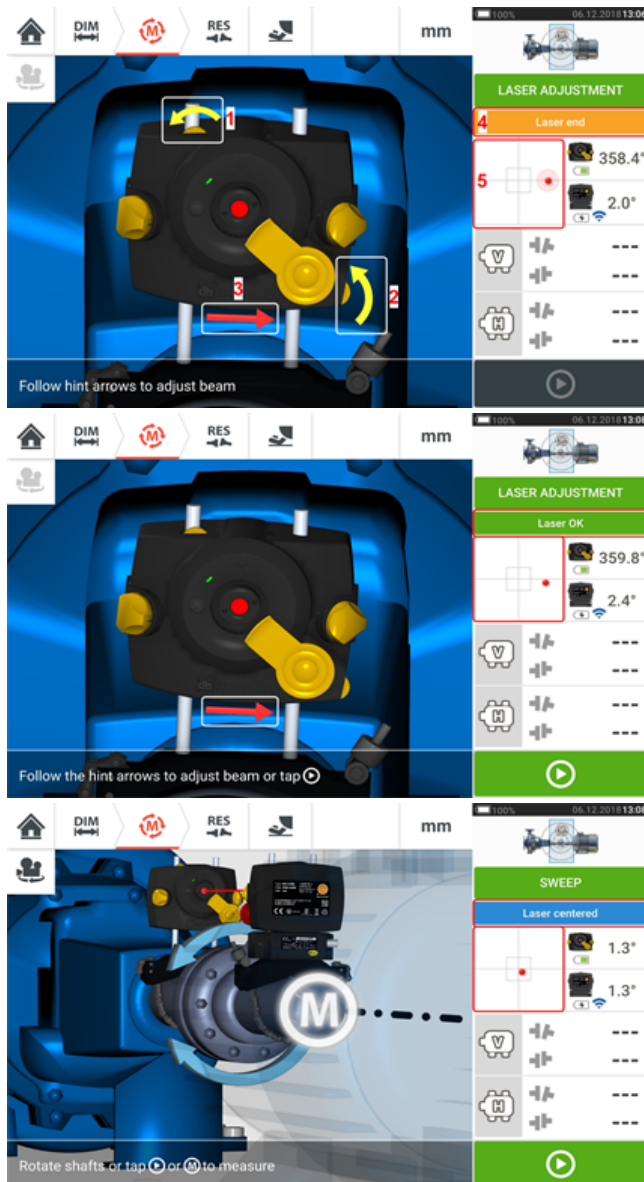 DIM
M
RES
mm
100%
06.12.2018 13:06
LASER ADJUSTMENT
1
4
Laser end
5
358.4°
2.0°
2
3
V
---
---
H
---
---
Follow hint arrows to adjust beam
DIM
M
RES
mm
100%
06.12.2018 13:08
LASER ADJUSTMENT
Laser OK
359.8°
2.4°
V
---
---
H
---
---
Follow the hint arrows to adjust beam or tap
DIM
M
RES
mm
100%
06.12.2018 13:08
SWEEP
Laser centered
1.3°
1.3°
M
V
---
---
H
---
---
Rotate shafts or tap or M to measure